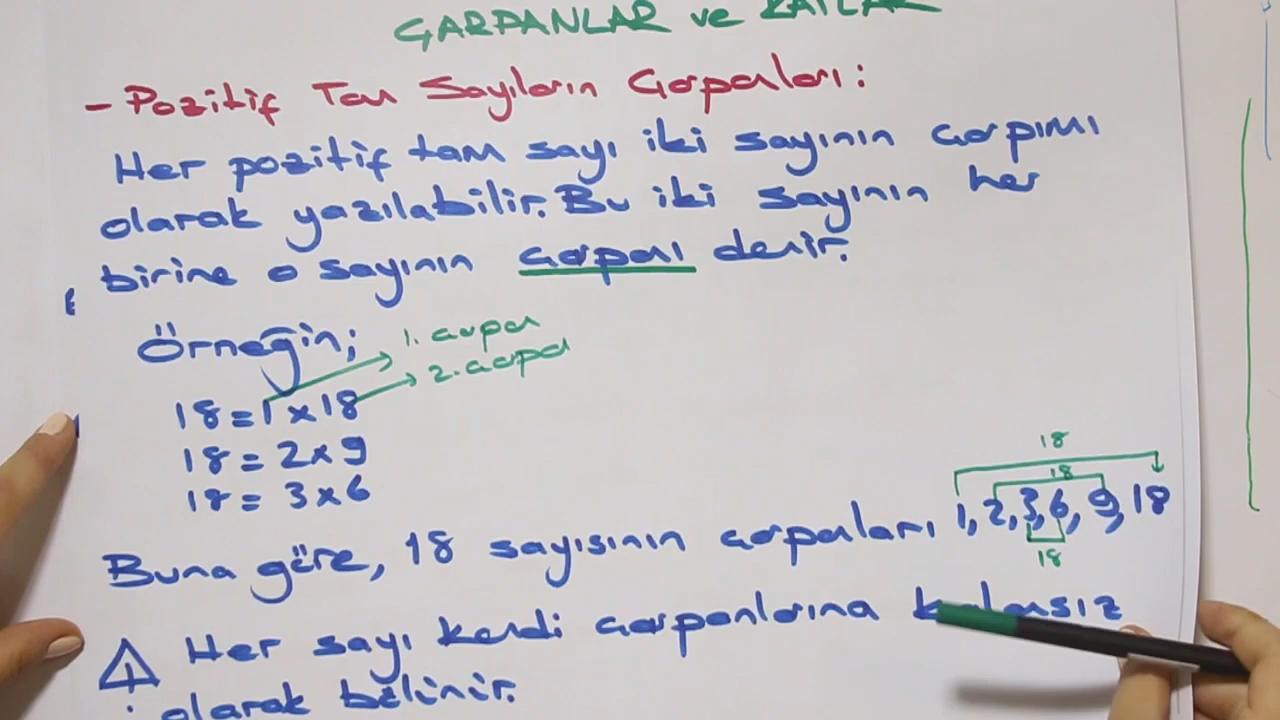 ÇARPANLAR ve KATLAR
- Pozitif Tam Sayıların Çarpanları:
Her pozitif tam sayı iki sayının çarpımı
olarak yazılabilir. Bu iki sayının her
birine o sayının çarpanı denir.
Örneğin;
1. çarpan
2. çarpan
18 = 1 x 18
18 = 2 x 9
18 = 3 x 6
18
18
Buna göre, 18 sayısının çarpanları 1, 2, 3, 6, 9, 18
18
! Her sayı kendi çarpanlarına kalansız
olarak bölünür.